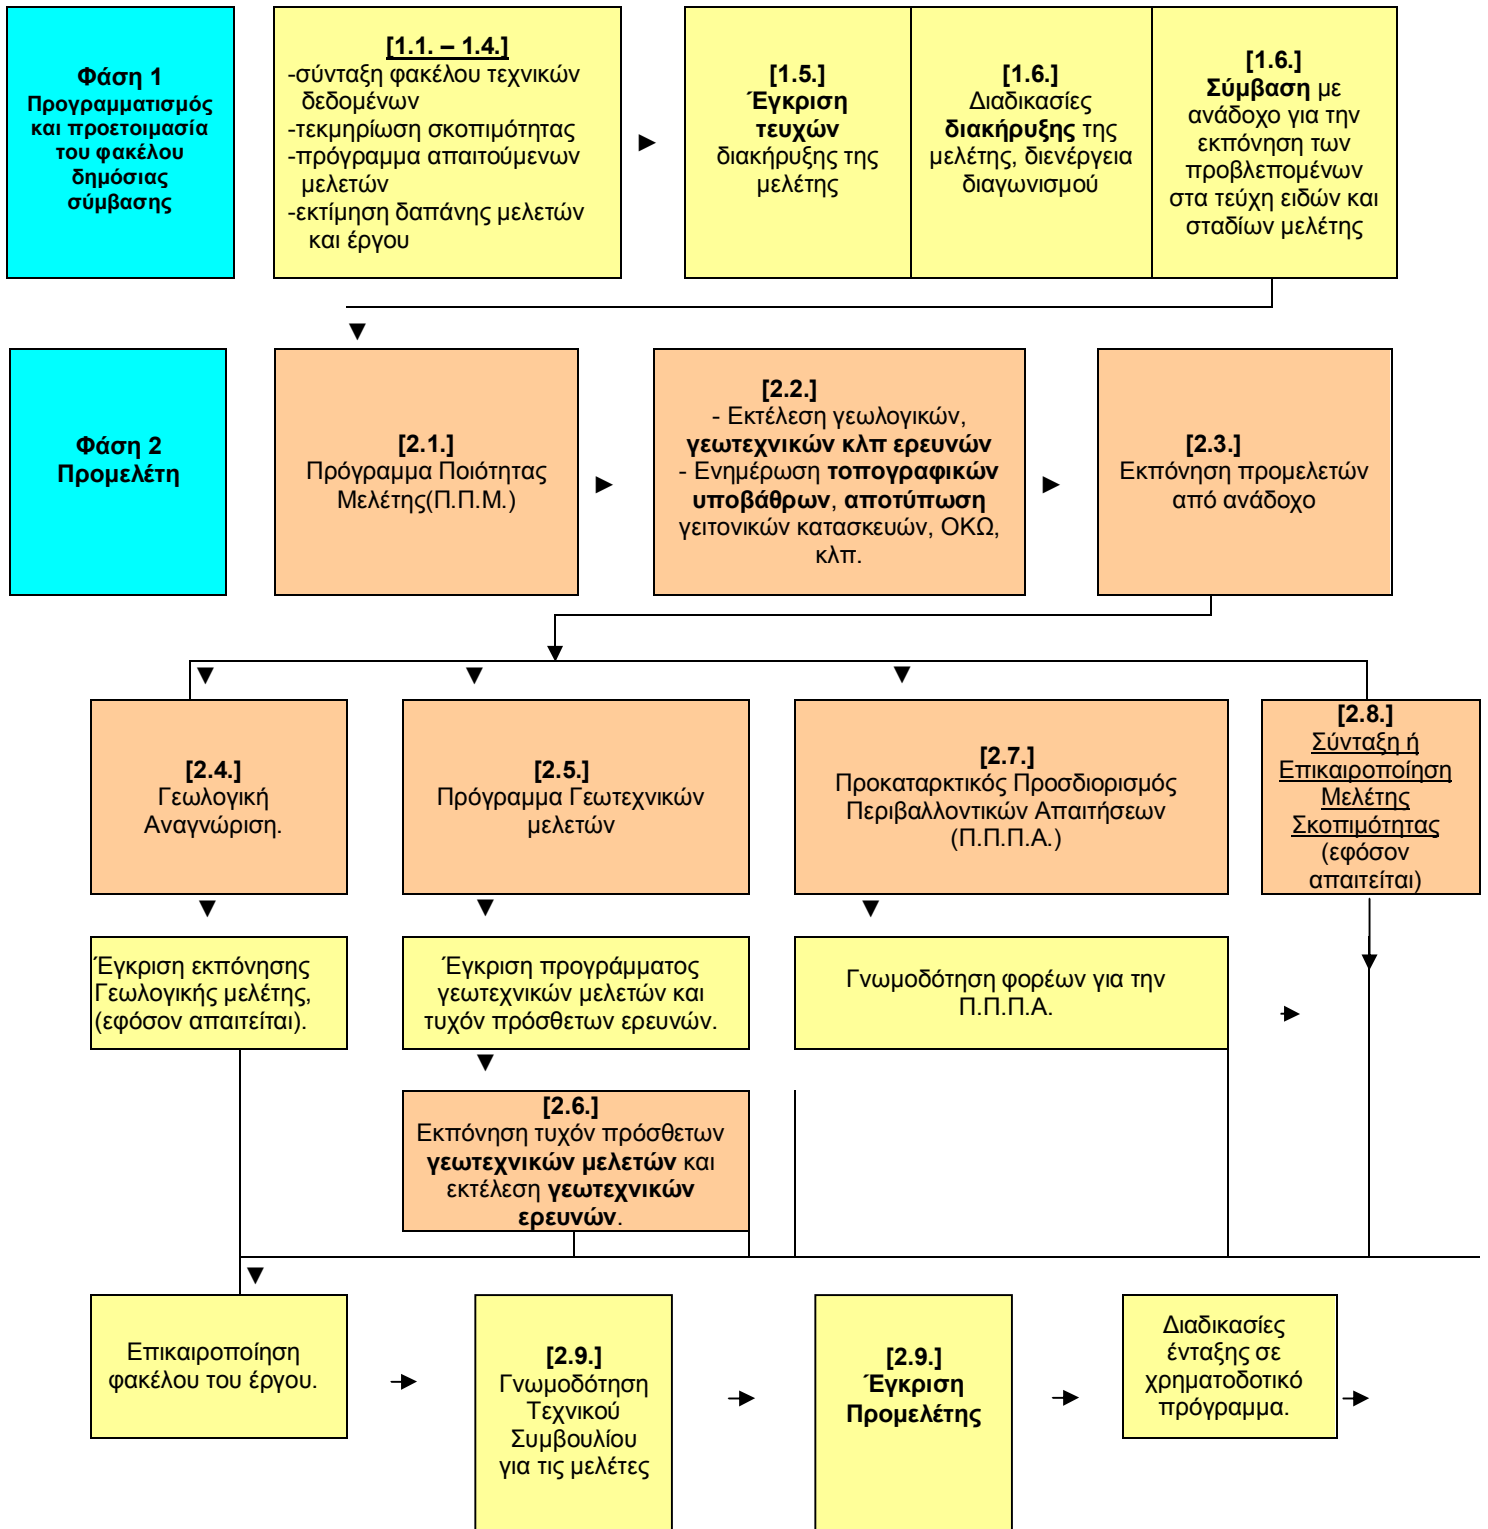 Φάση 1
Προγραμματισμός
και προετοιμασία
του φακέλου
δημόσιας
σύμβασης
[1.1. – 1.4.]
-σύνταξη φακέλου τεχνικών
δεδομένων
-τεκμηρίωση σκοπιμότητας
-πρόγραμμα απαιτούμενων
μελετών
-εκτίμηση δαπάνης μελετών
και έργου
[1.5.]
Έγκριση
τευχών
διακήρυξης της
μελέτης
[1.6.]
Διαδικασίες
διακήρυξης της
μελέτης, διενέργεια
διαγωνισμού
[1.6.]
Σύμβαση με
ανάδοχο για την
εκπόνηση των
προβλεπομένων
στα τεύχη ειδών και
σταδίων μελέτης
Φάση 2
Προμελέτη
[2.1.]
Πρόγραμμα Ποιότητας
Μελέτης(Π.Π.Μ.)
[2.2.]
- Εκτέλεση γεωλογικών,
γεωτεχνικών κλπ ερευνών
- Ενημέρωση τοπογραφικών
υποβάθρων, αποτύπωση
γειτονικών κατασκευών, ΟΚΩ,
κλπ.
[2.3.]
Εκπόνηση προμελετών
από ανάδοχο
[2.4.]
Γεωλογική
Αναγνώριση.
[2.5.]
Πρόγραμμα Γεωτεχνικών
μελετών
[2.7.]
Προκαταρκτικός Προσδιορισμός
Περιβαλλοντικών Απαιτήσεων
(Π.Π.Π.Α.)
[2.8.]
Σύνταξη ή
Επικαιροποίηση
Μελέτης
Σκοπιμότητας
(εφόσον
απαιτείται)
Έγκριση εκπόνησης
Γεωλογικής μελέτης,
(εφόσον απαιτείται).
Έγκριση προγράμματος
γεωτεχνικών μελετών και
τυχόν πρόσθετων ερευνών.
Γνωμοδότηση φορέων για την
Π.Π.Π.Α.
[2.6.]
Εκπόνηση τυχόν πρόσθετων
γεωτεχνικών μελετών και
εκτέλεση γεωτεχνικών
ερευνών.
Επικαιροποίηση
φακέλου του έργου.
[2.9.]
Γνωμοδότηση
Τεχνικού
Συμβουλίου
για τις μελέτες
[2.9.]
Έγκριση
Προμελέτης
Διαδικασίες
ένταξης σε
χρηματοδοτικό
πρόγραμμα.